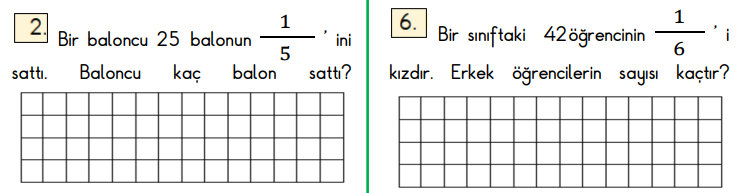 2. Bir baloncu 25 balonun 1/5 ' ini
sattı. Baloncu kaç balon sattı?
6. Bir sınıftaki 42öğrencinin 1/6 ' i
kızdır. Erkek öğrencilerin sayısı kaçtır?